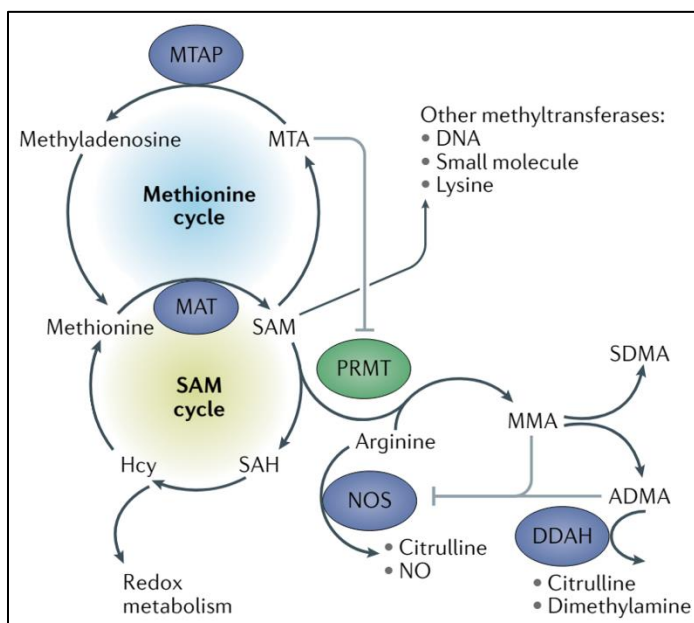 MTAP
Other methyltransferases:
• DNA
• Small molecule
• Lysine
Methyladenosine
MTA
Methionine
cycle
MAT
Methionine
SAM
PRMT
SDMA
SAM
cycle
MMA
Arginine
Hcy
SAH
NOS
ADMA
DDAH
• Citrulline
• NO
Redox
metabolism
• Citrulline
• Dimethylamine